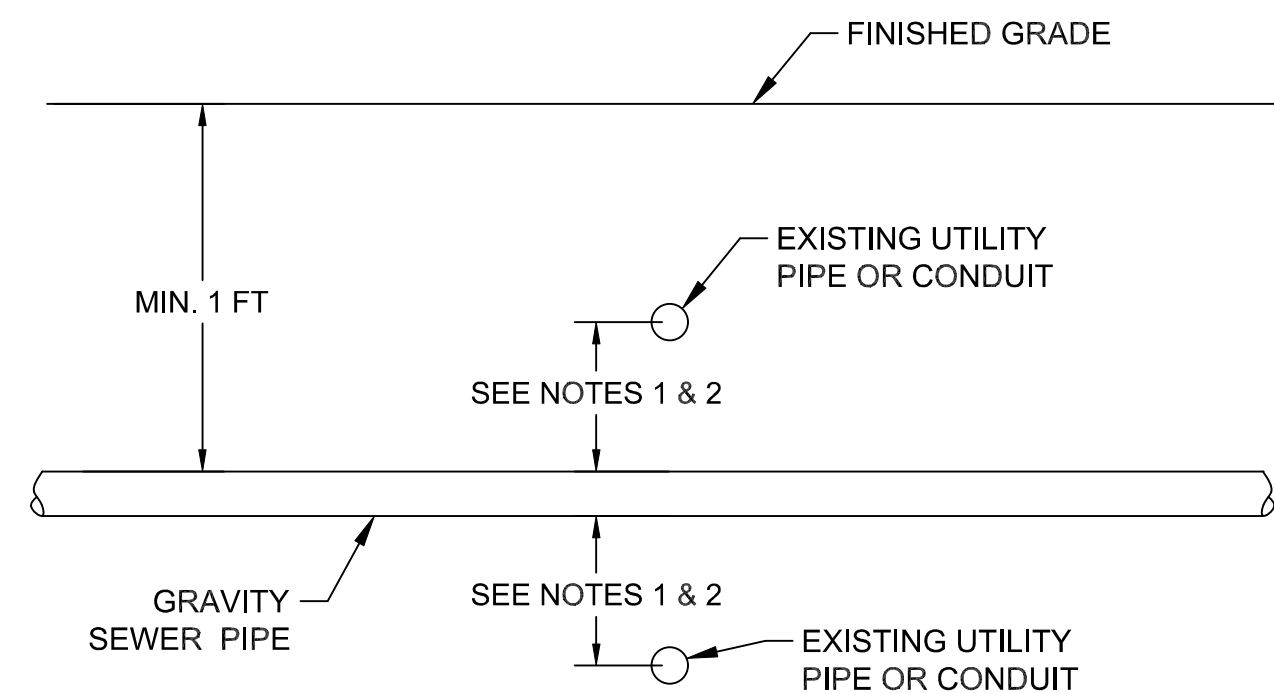 FINISHED GRADE
EXISTING UTILITY
PIPE OR CONDUIT
MIN. 1 FT
SEE NOTES 1 & 2
SEE NOTES 1 & 2
GRAVITY
SEWER PIPE
EXISTING UTILITY
PIPE OR CONDUIT